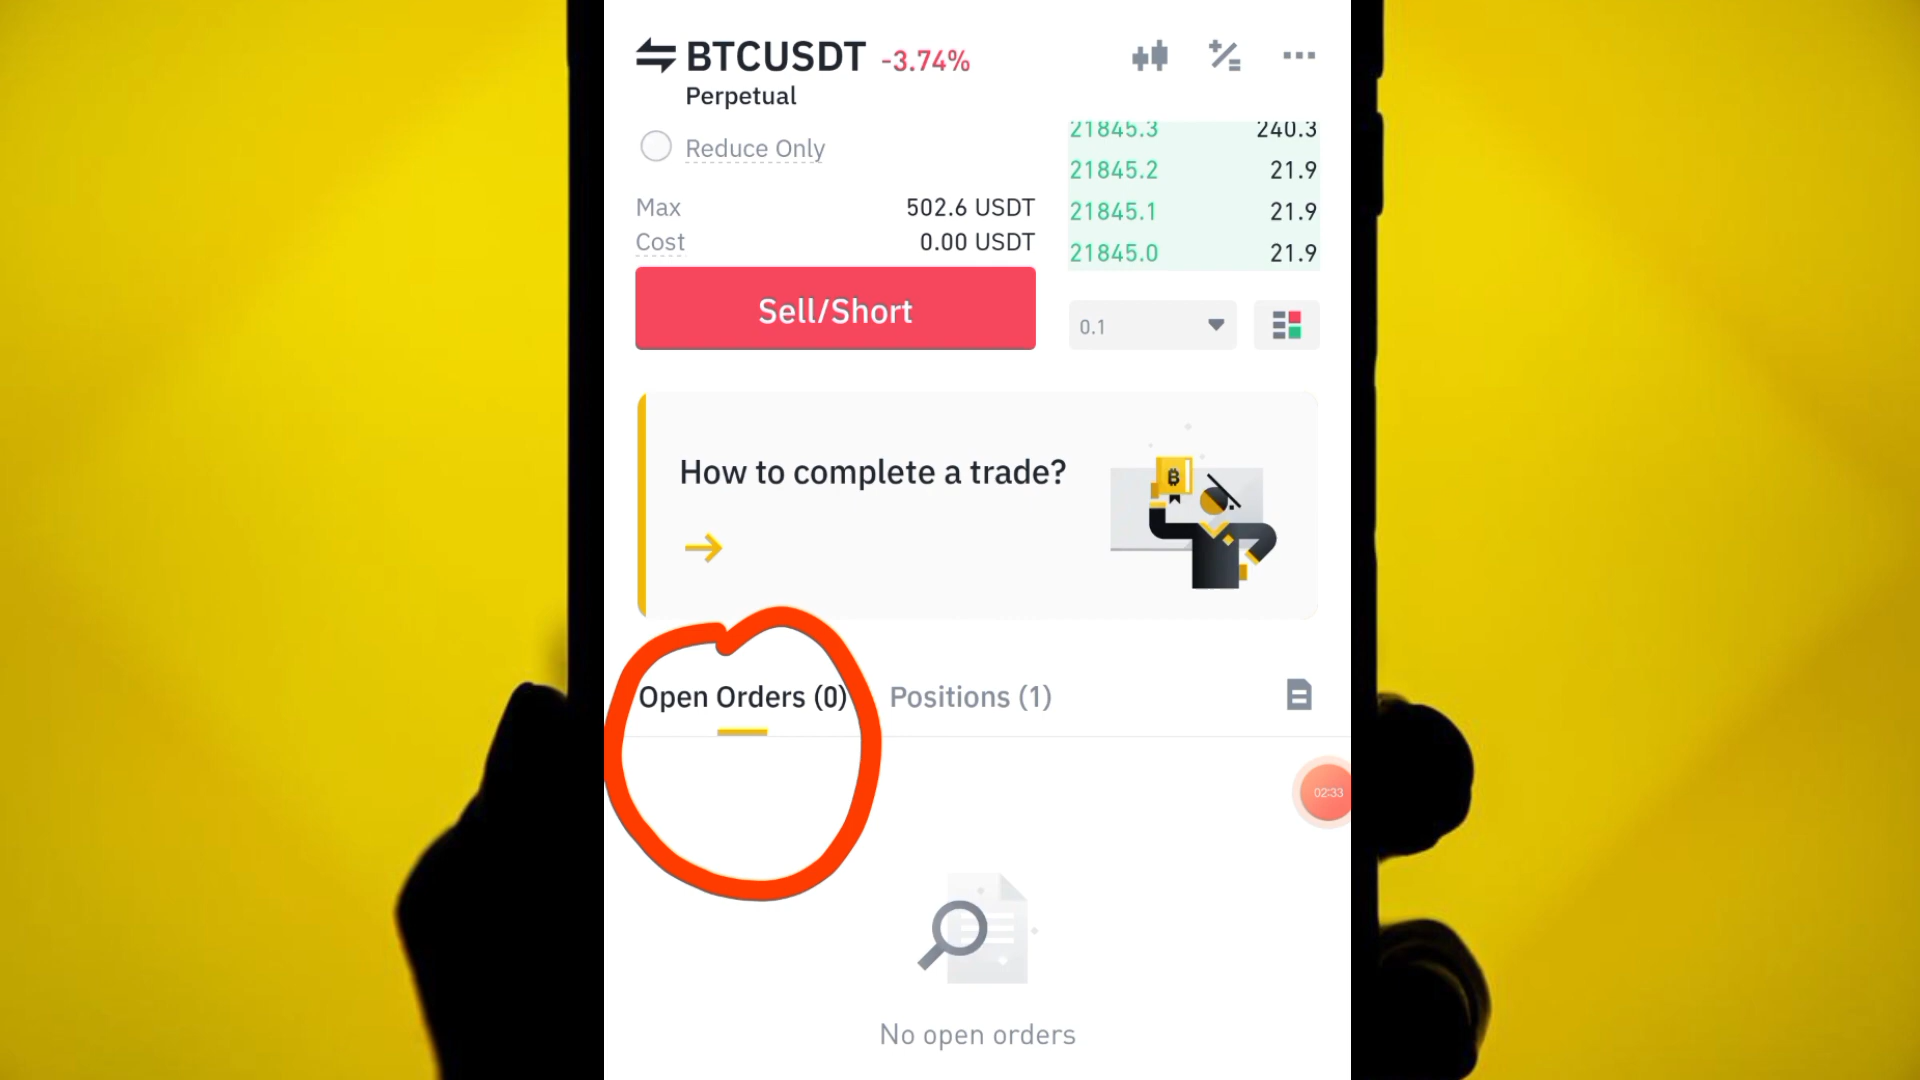 BTCUSDT -3.74%
Perpetual
21845.3 240.3
Reduce Only
21845.2 21.9
Max 502.6 USDT
21845.1 21.9
Cost 0.00 USDT
21845.0 21.9
Sell/Short
0.1
How to complete a trade?
Open Orders (0) Positions (1)
02:33
No open orders